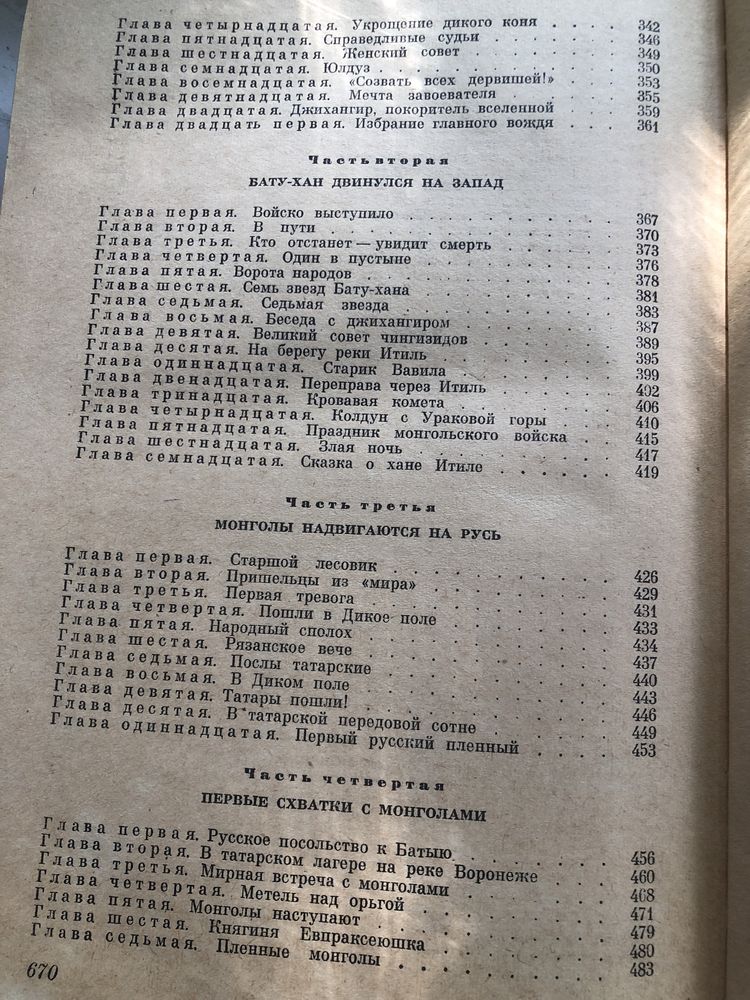 Глава четырнадцатая. Укрощение дикого коня . . . . 342
Глава пятнадцатая. Справедливые судьи . . . . . . 346
Глава шестнадцатая. Женский совет . . . . . . . 349
Глава семнадцатая. Юлдуз . . . . . . . . . . 350
Глава восемнадцатая. «Созвать всех дервишей!» . . . 353
Глава девятнадцатая. Мечта завоевателя . . . . . 355
Глава двадцатая. Джихангир, покоритель вселенной . . . 359
Глава двадцать первая. Избрание главного вождя . . . 361
Часть вторая
БАТУ-ХАН ДВИНУЛСЯ НА ЗАПАД
Глава первая. Войско выступило . . . . . . . . 367
Глава вторая. В пути . . . . . . . . . . . 370
Глава третья. Кто отстанет — увидит смерть . . . . . 373
Глава четвертая. Один в пустыне . . . . . . . . 376
Глава пятая. Ворота народов . . . . . . . . . 378
Глава шестая. Семь звезд Бату-хана . . . . . . . 381
Глава седьмая. Седьмая звезда . . . . . . . . 383
Глава восьмая. Беседа с джихангиром . . . . . . 387
Глава девятая. Великий совет чингизидов . . . . . . 389
Глава десятая. На берегу реки Итиль . . . . . . . 395
Глава одиннадцатая. Старик Вавила . . . . . . . 399
Глава двенадцатая. Переправа через Итиль . . . . . 402
Глава тринадцатая. Кровавая комета . . . . . . . 406
Глава четырнадцатая. Колдун с Ураковой горы . . . . 410
Глава пятнадцатая. Праздник монгольского войска . . . 415
Глава шестнадцатая. Злая ночь . . . . . . . . 417
Глава семнадцатая. Сказка о хане Итиле . . . . . . 419
Часть третья
МОНГОЛЫ НАДВИГАЮТСЯ НА РУСЬ
Глава первая. Старшой лесовик . . . . . . . . . 426
Глава вторая. Пришельцы из «мира» . . . . . . . 429
Глава третья. Первая тревога . . . . . . . . . 431
Глава четвертая. Пошли в Дикое поле . . . . . . 433
Глава пятая. Народный сполох . . . . . . . . . 434
Глава шестая. Рязанское вече . . . . . . . . . 437
Глава седьмая. Послы татарские . . . . . . . . 440
Глава восьмая. В Диком поле . . . . . . . . . 443
Глава девятая. Татары пошли! . . . . . . . . . 446
Глава десятая. В татарской передовой сотне . . . . . 449
Глава одиннадцатая. Первый русский пленный . . . . 453
Часть четвертая
ПЕРВЫЕ СХВАТКИ С МОНГОЛАМИ
Глава первая. Русское посольство к Батыю . . . . . . 456
Глава вторая. В татарском лагере на реке Воронеже . . . 460
Глава третья. Мирная встреча с монголами . . . . . 468
Глава четвертая. Метель над орьгой . . . . . . . 471
Глава пятая. Монголы наступают . . . . . . . . 479
Глава шестая. Княгиня Евпраксеюшка . . . . . . . 480
Глава седьмая. Пленные монголы . . . . . . . . 483
670